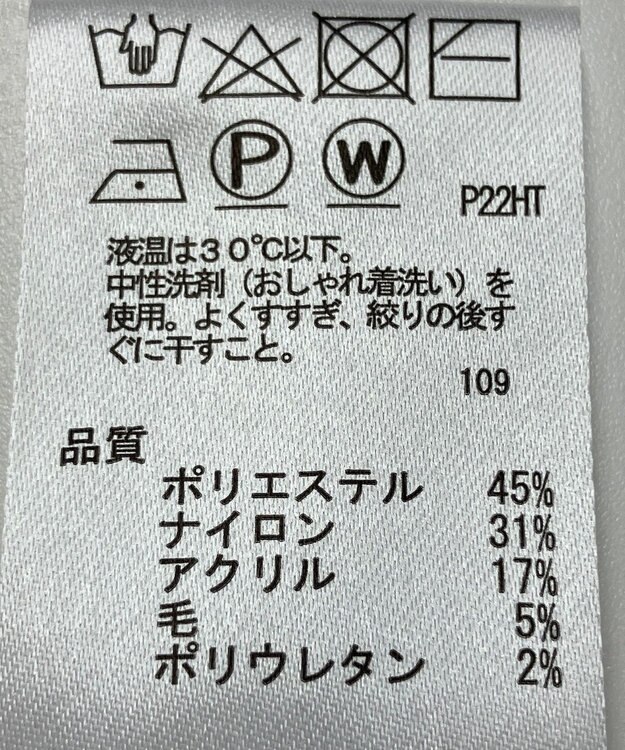 P W
P22HT
液温は30℃以下。
中性洗剤（おしゃれ着洗い）を
使用。よくすすぎ、絞りの後す
ぐに干すこと。
109
品質
ポリエステル 45%
ナイロン 31%
アクリル 17%
毛 5%
ポリウレタン 2%